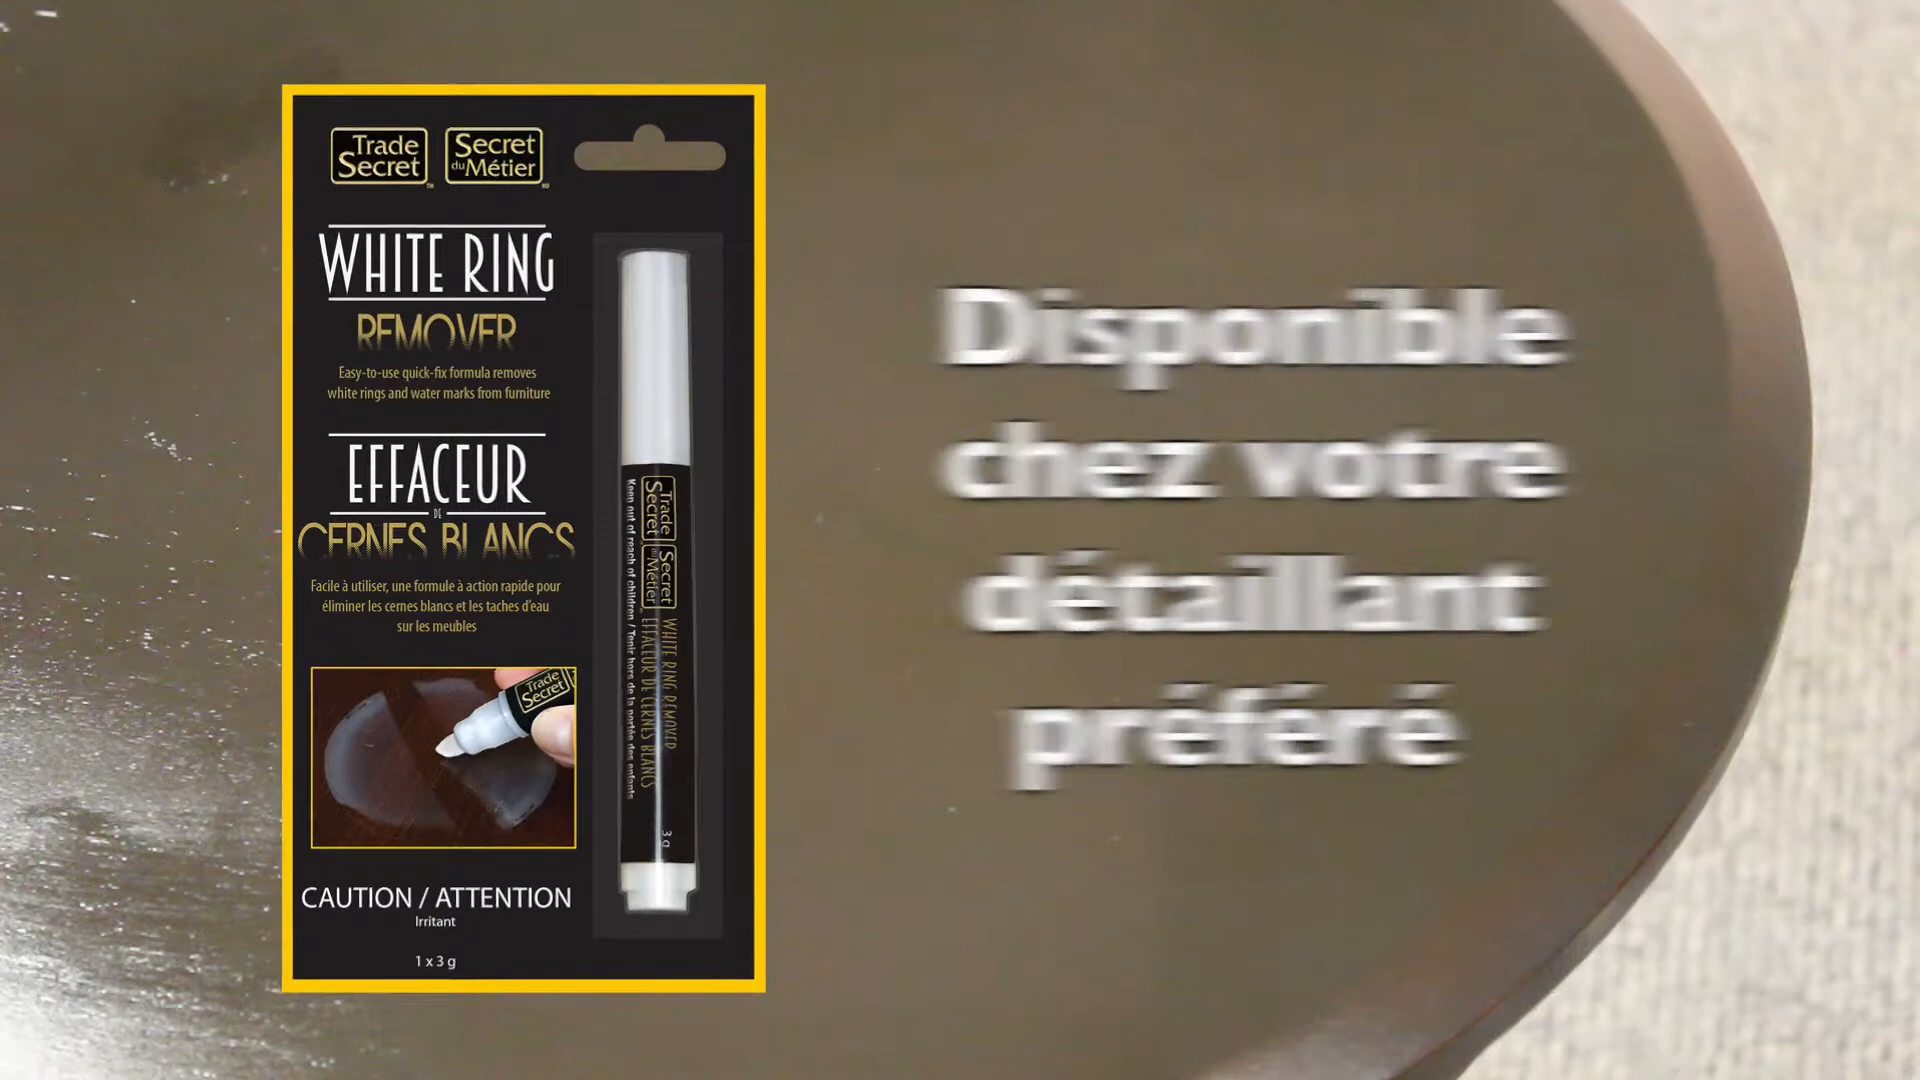 Trade
Secret
™
Secret
du Métier
MD
WHITE RING
REMOVER
Easy-to-use quick-fix formula removes
white rings and water marks from furniture
EFFACEUR
DE
CERNES BLANCS
Facile à utiliser, une formule à action rapide pour
éliminer les cernes blancs et les taches d'eau
sur les meubles
Trade
Secret
CAUTION / ATTENTION
Irritant
1 x 3 g
Trade
Secret
Secret
du Métier
WHITE RING REMOVER
EFFACEUR DE CERNES BLANCS
Keep out of reach of children / Tenir hors de la portée des enfants
3 g
Disponible
chez votre
détaillant
préféré